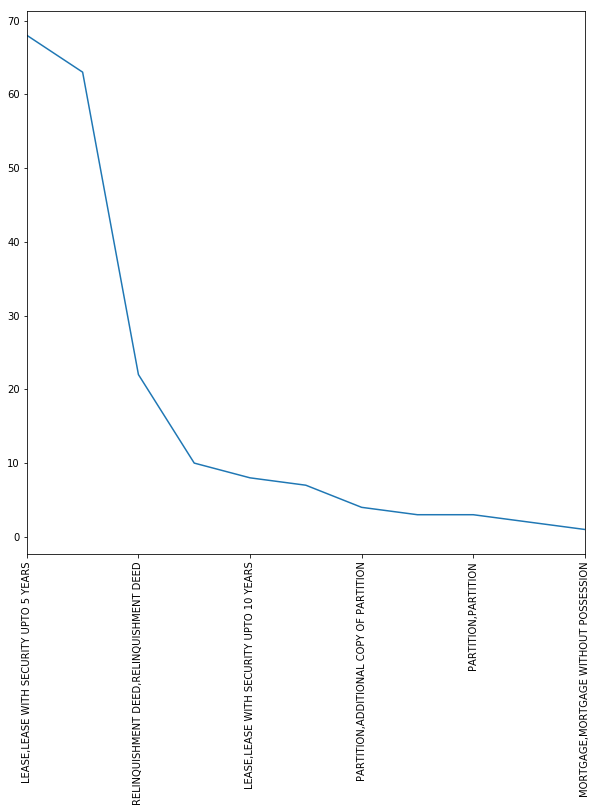 70
60
50
40
30
20
10
0
LEASE,LEASE WITH SECURITY UPTO 5 YEARS
RELINQUISHMENT DEED,RELINQUISHMENT DEED
LEASE,LEASE WITH SECURITY UPTO 10 YEARS
PARTITION,ADDITIONAL COPY OF PARTITION
PARTITION,PARTITION
MORTGAGE,MORTGAGE WITHOUT POSSESSION